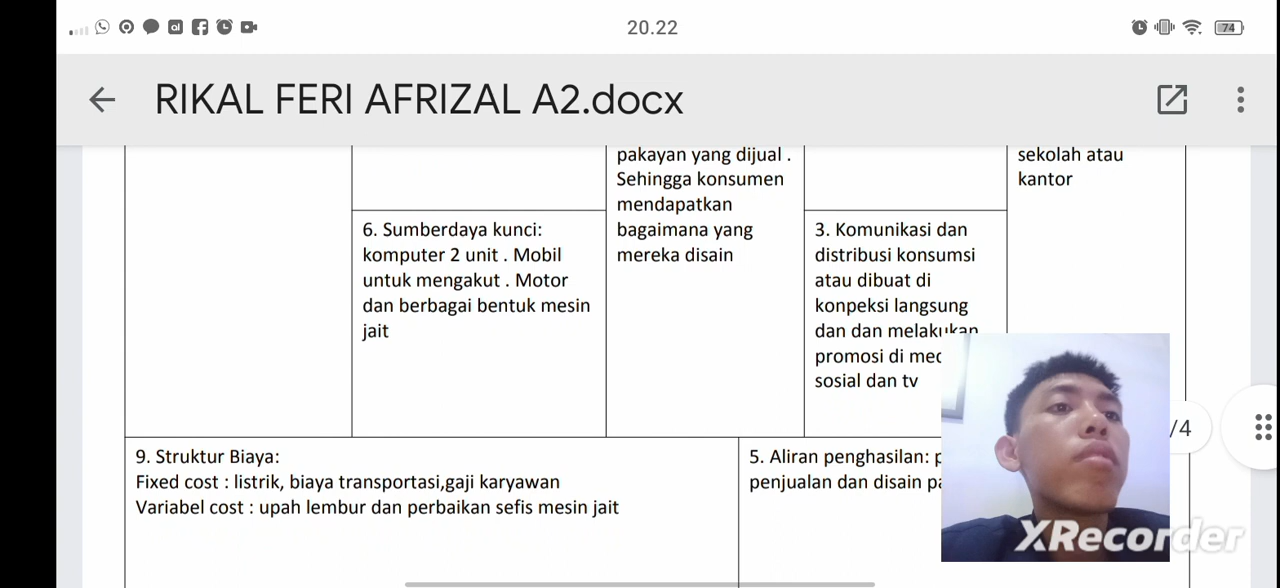 20.22
74
RIKAL FERI AFRIZAL A2.docx
pakayan yang dijual .
Sehingga konsumen
mendapatkan
bagaimana yang
mereka disain
sekolah atau
kantor
6. Sumberdaya kunci:
komputer 2 unit . Mobil
untuk mengakut . Motor
dan berbagai bentuk mesin
jait
3. Komunikasi dan
distribusi konsumsi
atau dibuat di
konpeksi langsung
dan dan melakukan
promosi di med
sosial dan tv
/4
9. Struktur Biaya:
Fixed cost : listrik, biaya transportasi,gaji karyawan
Variabel cost : upah lembur dan perbaikan sefis mesin jait
5. Aliran penghasilan:
penjualan dan disain
XRecorder